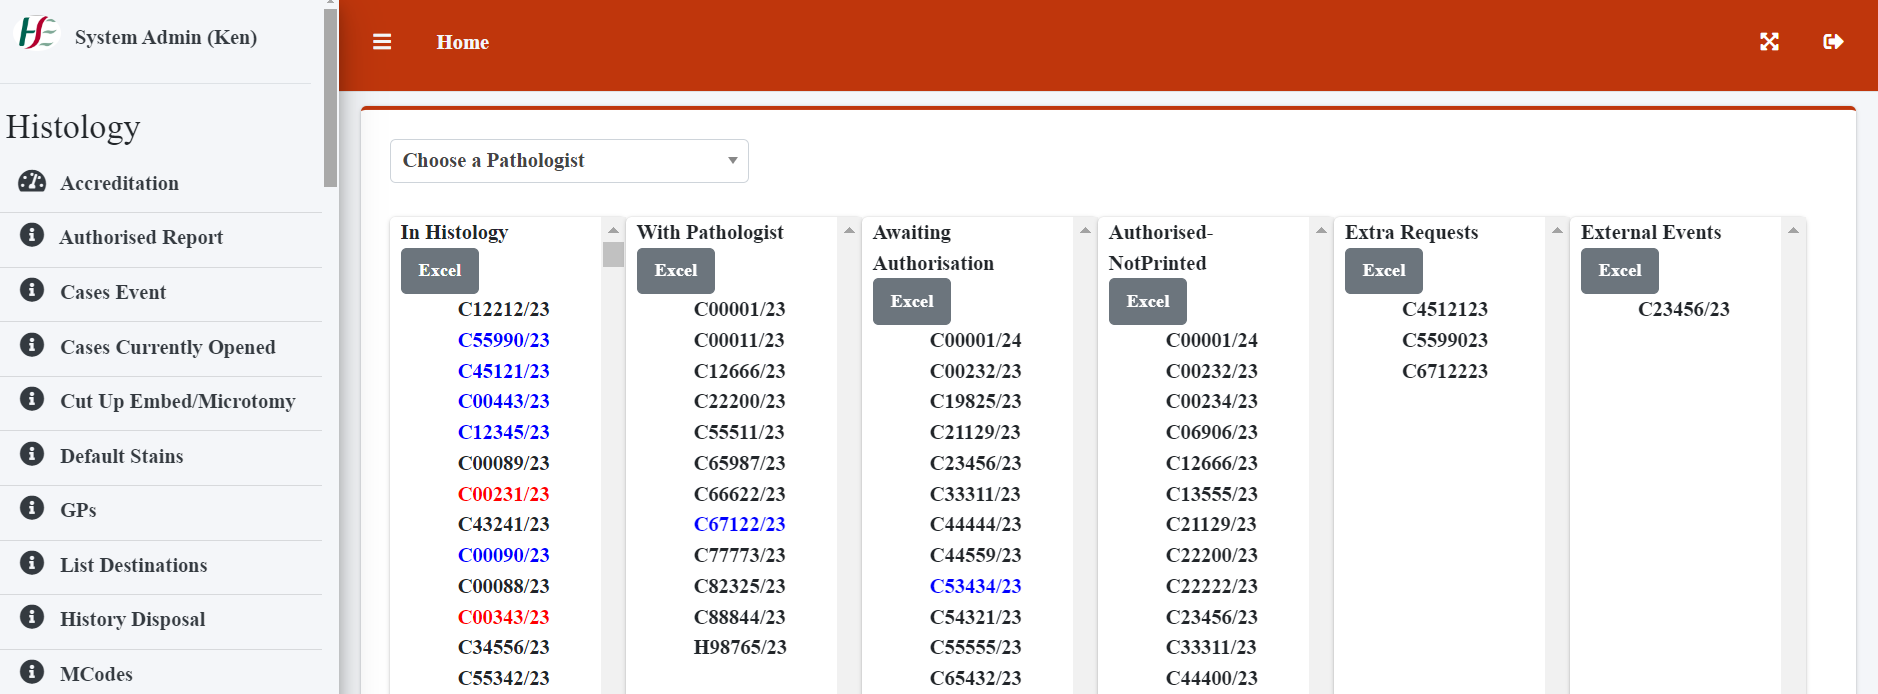 HE
System Admin (Ken)
Home
Histology
Accreditation
Authorised Report
Cases Event
Cases Currently Opened
Cut Up Embed/Microtomy
Default Stains
GPs
List Destinations
History Disposal
MCodes
Choose a Pathologist
In Histology
Excel
C12212/23
C55990/23
C45121/23
C00443/23
C12345/23
C00089/23
C00231/23
C43241/23
C00090/23
C00088/23
C00343/23
C34556/23
C55342/23
With Pathologist
Excel
C00001/23
C00011/23
C12666/23
C22200/23
C55511/23
C65987/23
C66622/23
C67122/23
C77773/23
C82325/23
C88844/23
H98765/23
Awaiting
Authorisation
Excel
C00001/24
C00232/23
C19825/23
C21129/23
C23456/23
C33311/23
C44444/23
C44559/23
C53434/23
C54321/23
C55555/23
C65432/23
Authorised-
NotPrinted
Excel
C00001/24
C00232/23
C00234/23
C06906/23
C12666/23
C13555/23
C21129/23
C22200/23
C22222/23
C23456/23
C33311/23
C44400/23
Extra Requests
Excel
C4512123
C5599023
C6712223
External Events
Excel
C23456/23